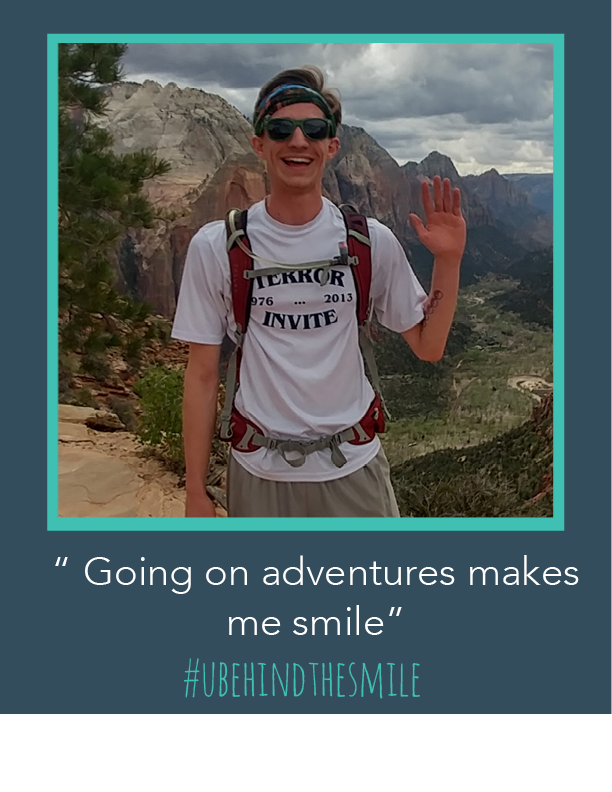 TERROR
976 ... 2013
INVITE
“ Going on adventures makes
me smile”
#UBEHINDTHESMILE